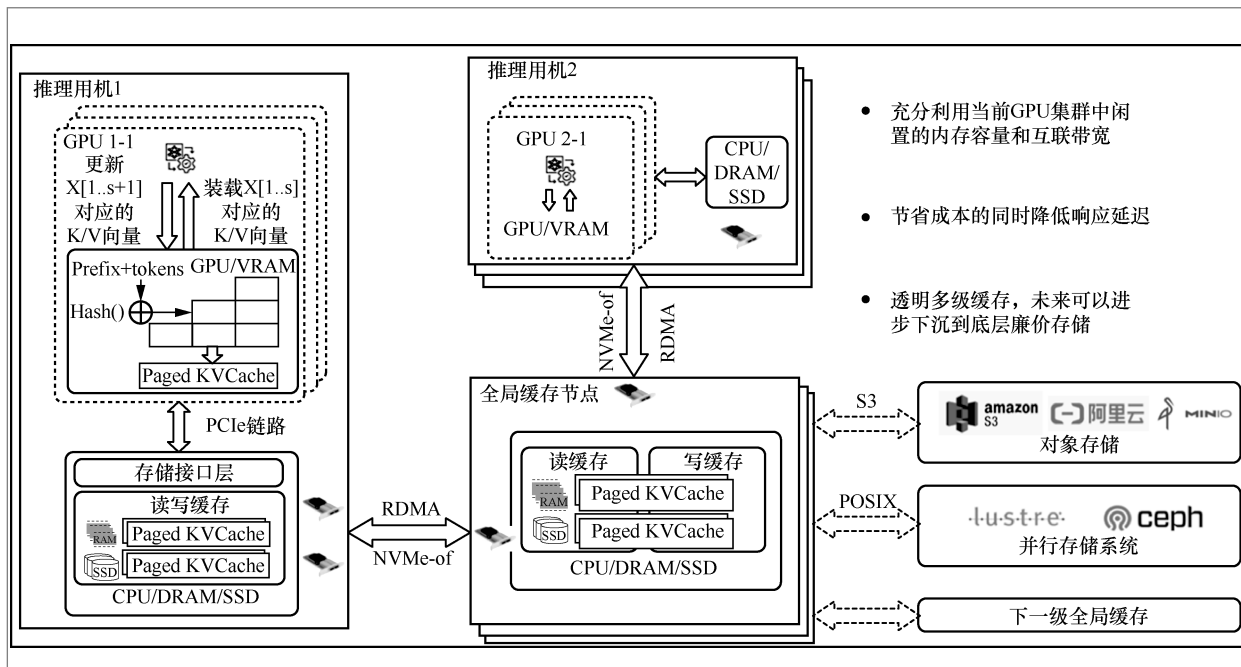 推理用机1
GPU 1-1
更新
X[1..s+1]
对应的
K/V向量
装载X[1..s]
对应的
K/V向量
Prefix+tokens
GPU/VRAM
Hash()
Paged KVCache
PCIe链路
存储接口层
读写缓存
RAM
Paged KVCache
SSD
Paged KVCache
CPU/DRAM/SSD
RDMA
NVMe-of
推理用机2
GPU 2-1
GPU/VRAM
CPU/
DRAM/
SSD
NVMe-of
RDMA
全局缓存节点
读缓存
写缓存
RAM
Paged KVCache
SSD
Paged KVCache
CPU/DRAM/SSD
• 充分利用当前GPU集群中闲
置的内存容量和互联带宽
• 节省成本的同时降低响应延迟
• 透明多级缓存，未来可以进
步下沉到底层廉价存储
S3
amazon
S3
阿里云
MINIO
对象存储
POSIX
·l·u·s·t·r·e·
ceph
并行存储系统
下一级全局缓存